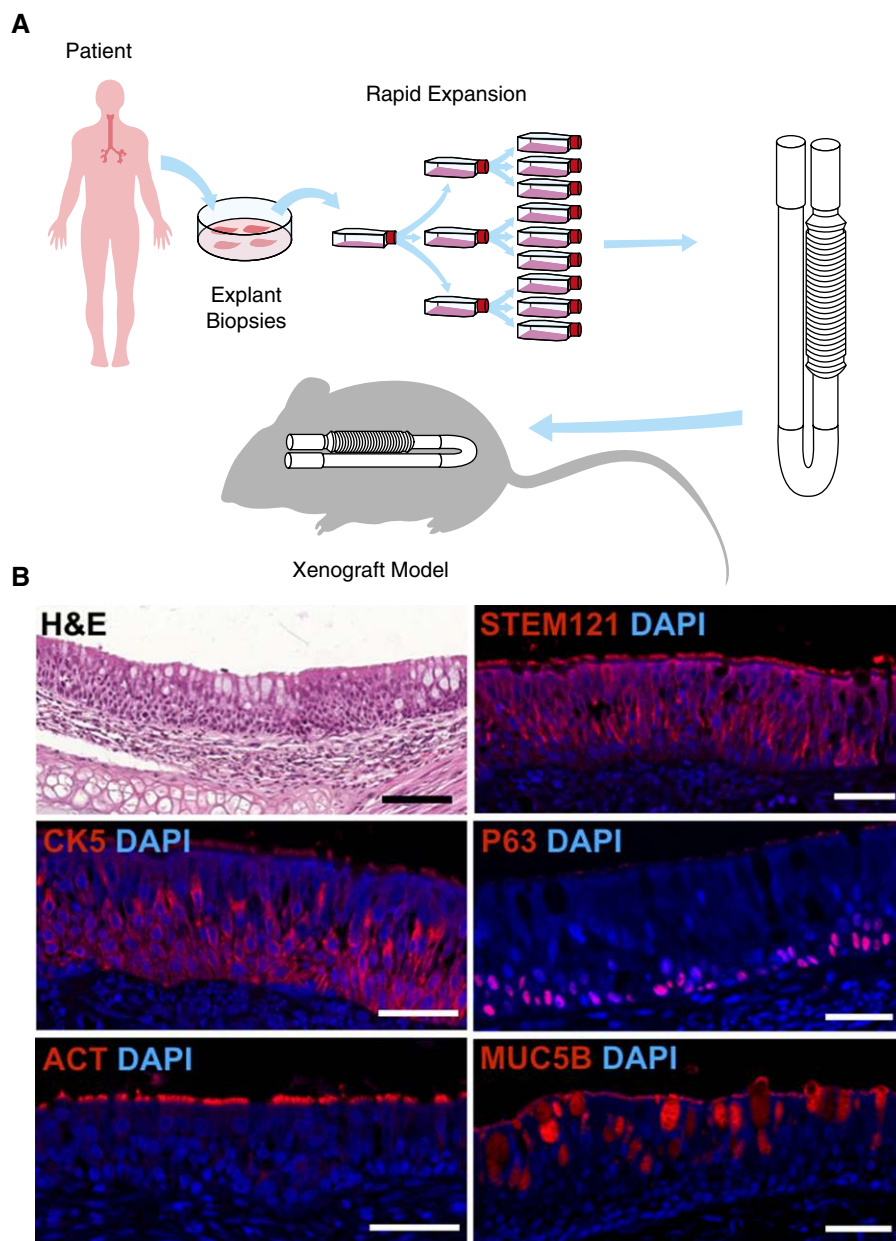 A
Patient
Rapid Expansion
Explant
Biopsies
Xenograft Model
B
H&E
STEM121 DAPI
CK5 DAPI
P63 DAPI
ACT DAPI
MUC5B DAPI